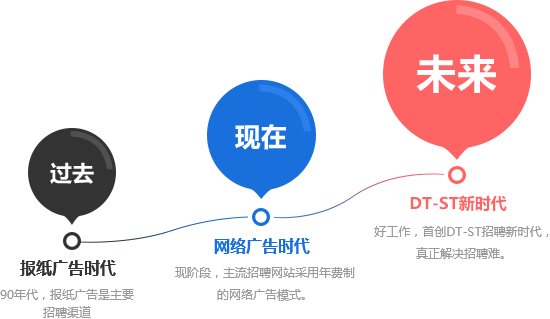 过去
报纸广告时代
90年代，报纸广告是主要
招聘渠道
现在
网络广告时代
现阶段，主流招聘网站采用年费制
的网络广告模式。
未来
DT-ST新时代
好工作，首创DT-ST招聘新时代，
真正解决招聘难。